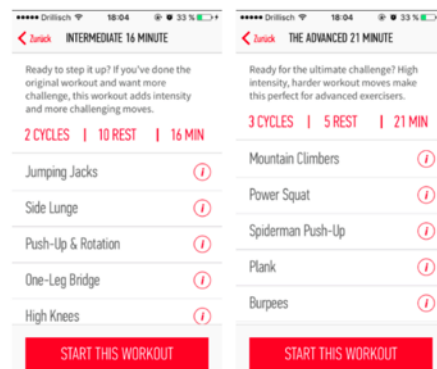 Drillisch 18:04 33 %
Zurück INTERMEDIATE 16 MINUTE
Ready to step it up? If you've done the
original workout and want more
challenge, this workout adds intensity
and more challenging moves.
2 CYCLES | 10 REST | 16 MIN
Jumping Jacks
Side Lunge
Push-Up & Rotation
One-Leg Bridge
High Knees
START THIS WORKOUT
Drillisch 18:04 33 %
Zurück THE ADVANCED 21 MINUTE
Ready for the ultimate challenge? High
intensity, harder workout moves make
this perfect for advanced exercisers.
3 CYCLES | 5 REST | 21 MIN
Mountain Climbers
Power Squat
Spiderman Push-Up
Plank
Burpees
START THIS WORKOUT